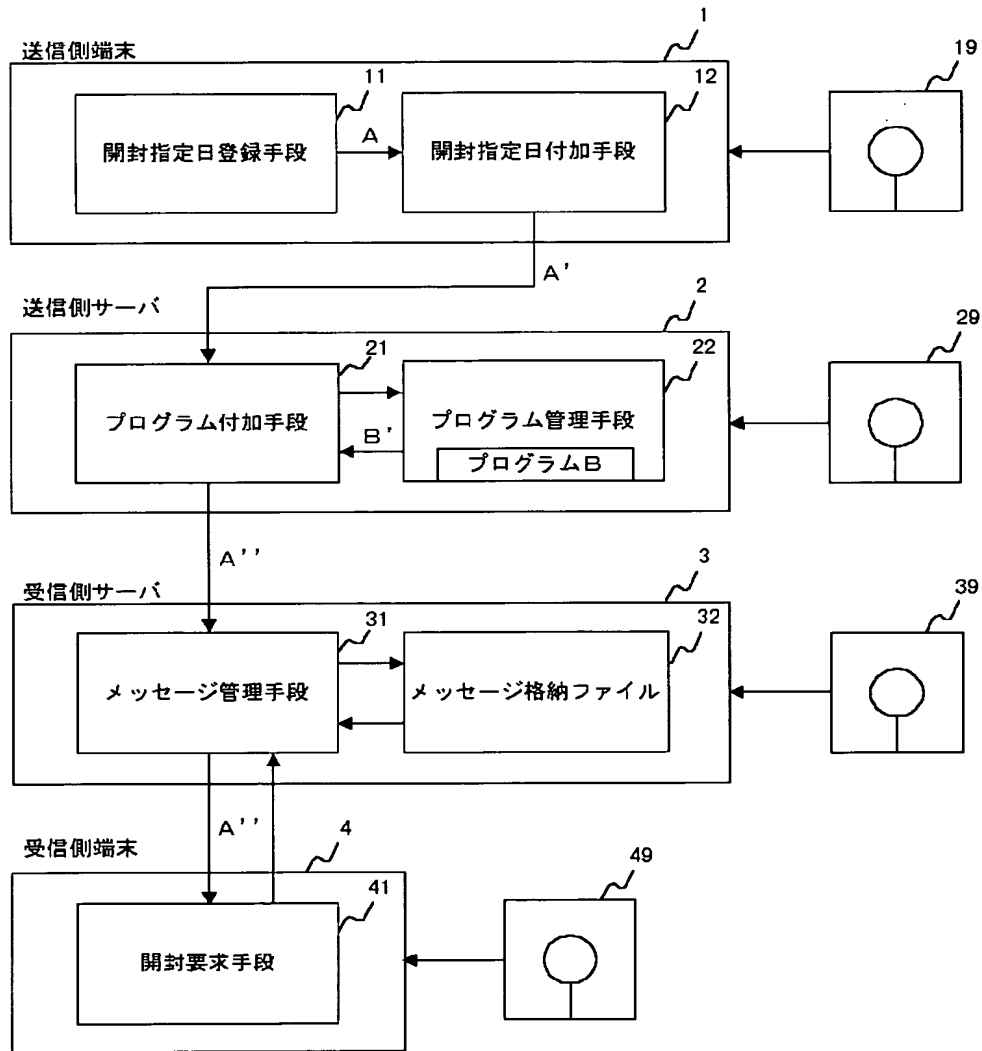 1
送信側端末
19
11
12
開封指定日登録手段
A
開封指定日付加手段
A'
送信側サーバ
2
29
21
22
プログラム付加手段
プログラム管理手段
B'
プログラムB
A''
受信側サーバ
3
39
31
32
メッセージ管理手段
メッセージ格納ファイル
A''
受信側端末
4
49
41
開封要求手段